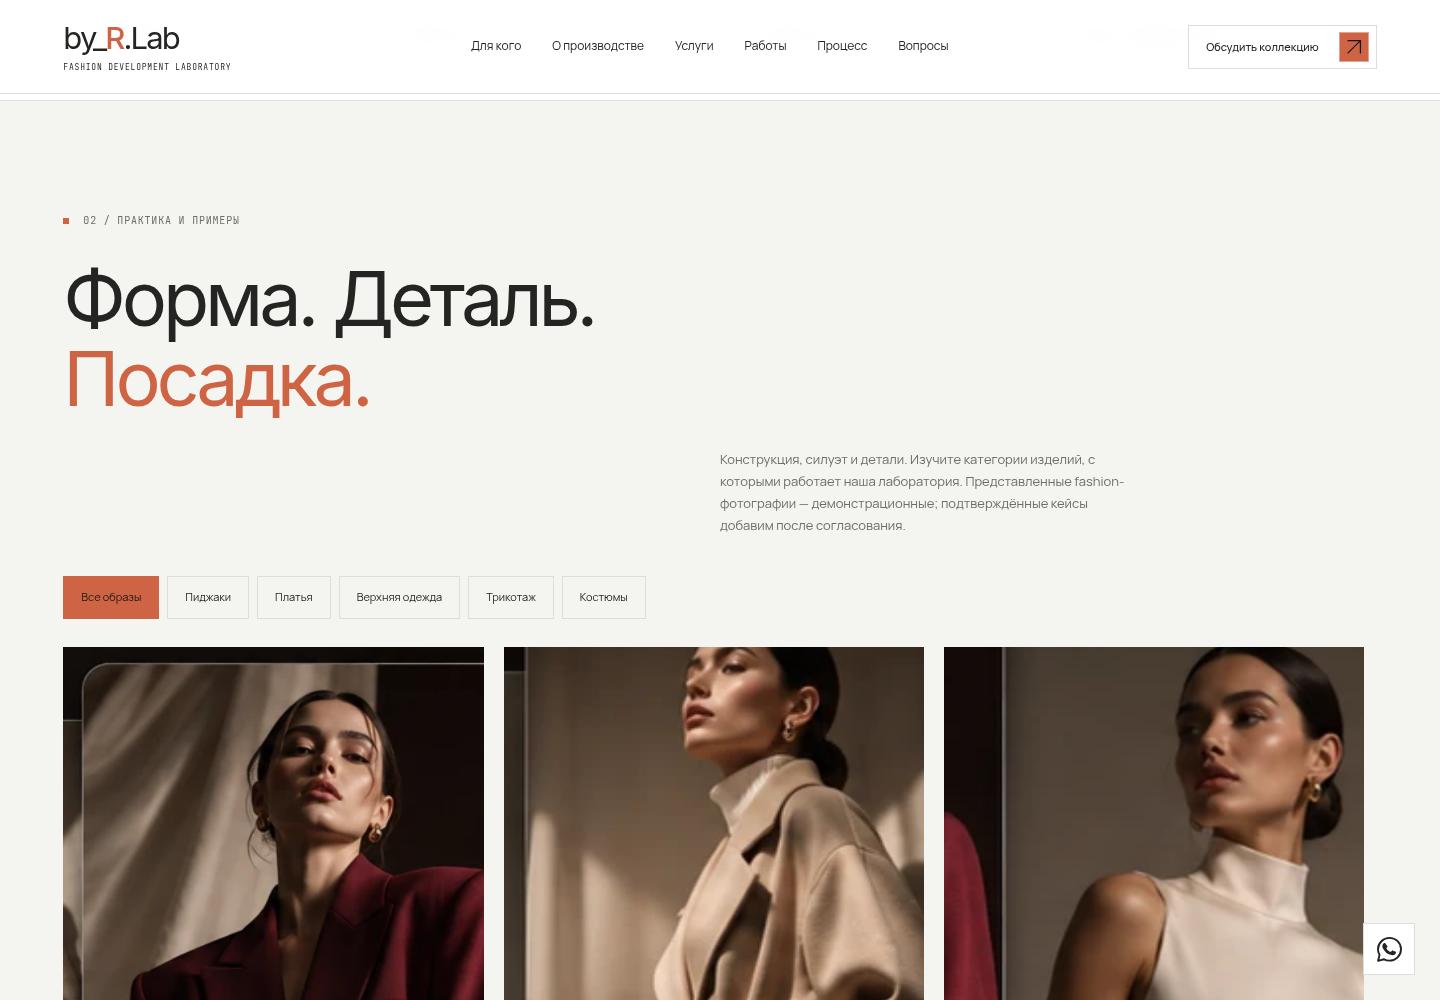 by_R.Lab
FASHION DEVELOPMENT LABORATORY
Для кого
О производстве
Услуги
Работы
Процесс
Вопросы
Обсудить коллекцию
02 / ПРАКТИКА И ПРИМЕРЫ
Форма. Деталь.
Посадка.
Конструкция, силуэт и детали. Изучите категории изделий, с
которыми работает наша лаборатория. Представленные fashion-
фотографии — демонстрационные; подтверждённые кейсы
добавим после согласования.
Все образы
Пиджаки
Платья
Верхняя одежда
Трикотаж
Костюмы